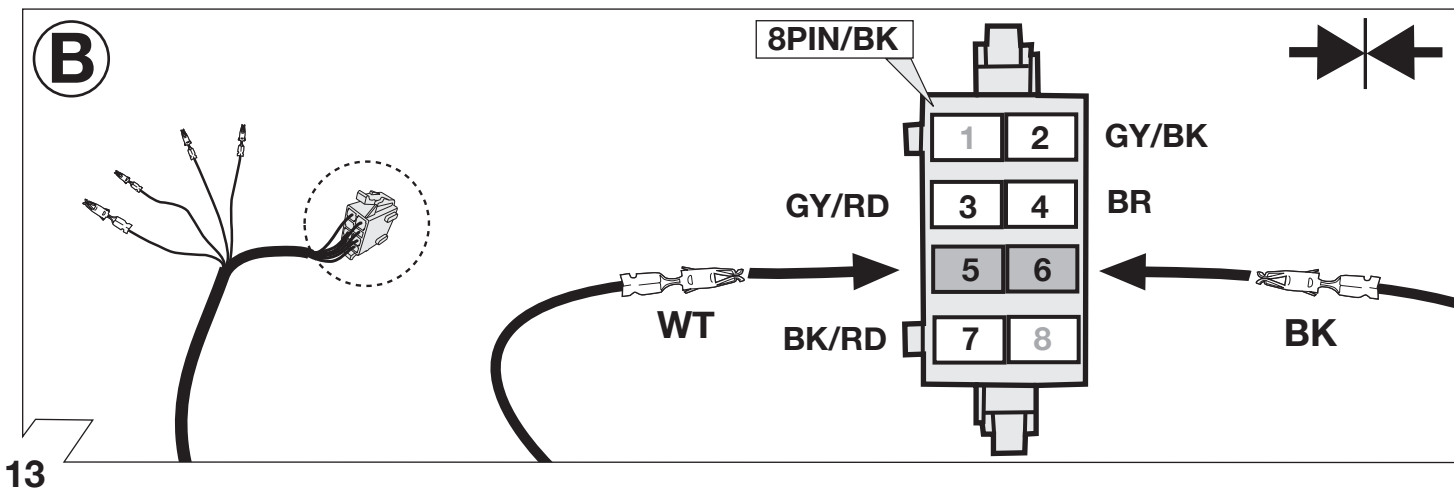 B
8PIN/BK
1 2 GY/BK
GY/RD 3 4 BR
WT 5 6 BK
BK/RD 7 8
13